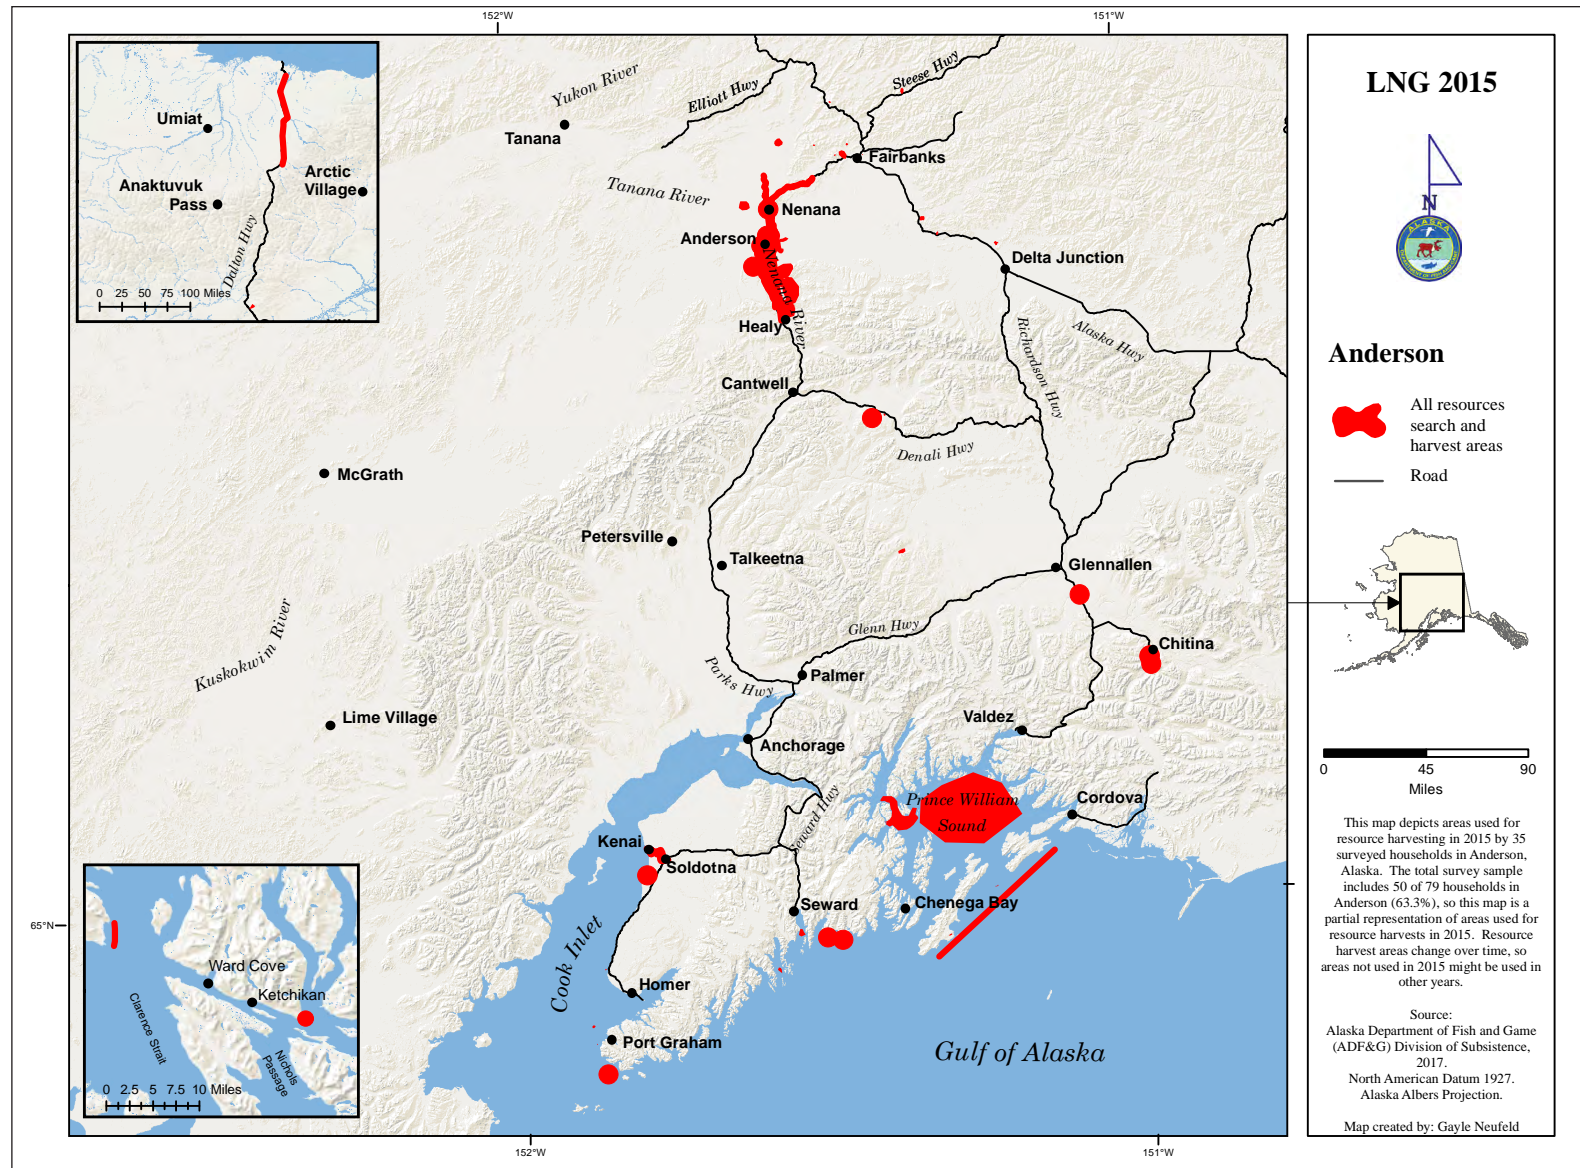 152°W
151°W
Umiat
Anaktuvuk
Pass
Arctic
Village
Dalton Hwy
0 25 50 75 100 Miles
Yukon River
Elliott Hwy
Steese Hwy
Tanana
Fairbanks
Tanana River
Nenana
Anderson
Nenana River
Delta Junction
Healy
Richardson Hwy
Alaska Hwy
Cantwell
Denali Hwy
McGrath
Petersville
Talkeetna
Glennallen
Kuskokwim River
Glenn Hwy
Chitina
Parks Hwy
Palmer
Lime Village
Valdez
Anchorage
Prince William
Sound
Cordova
Seward Hwy
Kenai
Soldotna
Seward
Chenega Bay
65°N
Cook Inlet
Homer
Port Graham
Gulf of Alaska
Ward Cove
Ketchikan
Clarence Strait
Nichols
Passage
0 2.5 5 7.5 10 Miles
152°W
151°W
LNG 2015
N
ALASKA
Anderson
All resources
search and
harvest areas
Road
0 45 90
Miles
This map depicts areas used for
resource harvesting in 2015 by 35
surveyed households in Anderson,
Alaska. The total survey sample
includes 50 of 79 households in
Anderson (63.3%), so this map is a
partial representation of areas used for
resource harvests in 2015. Resource
harvest areas change over time, so
areas not used in 2015 might be used in
other years.
Source:
Alaska Department of Fish and Game
(ADF&G) Division of Subsistence,
2017.
North American Datum 1927.
Alaska Albers Projection.
Map created by: Gayle Neufeld